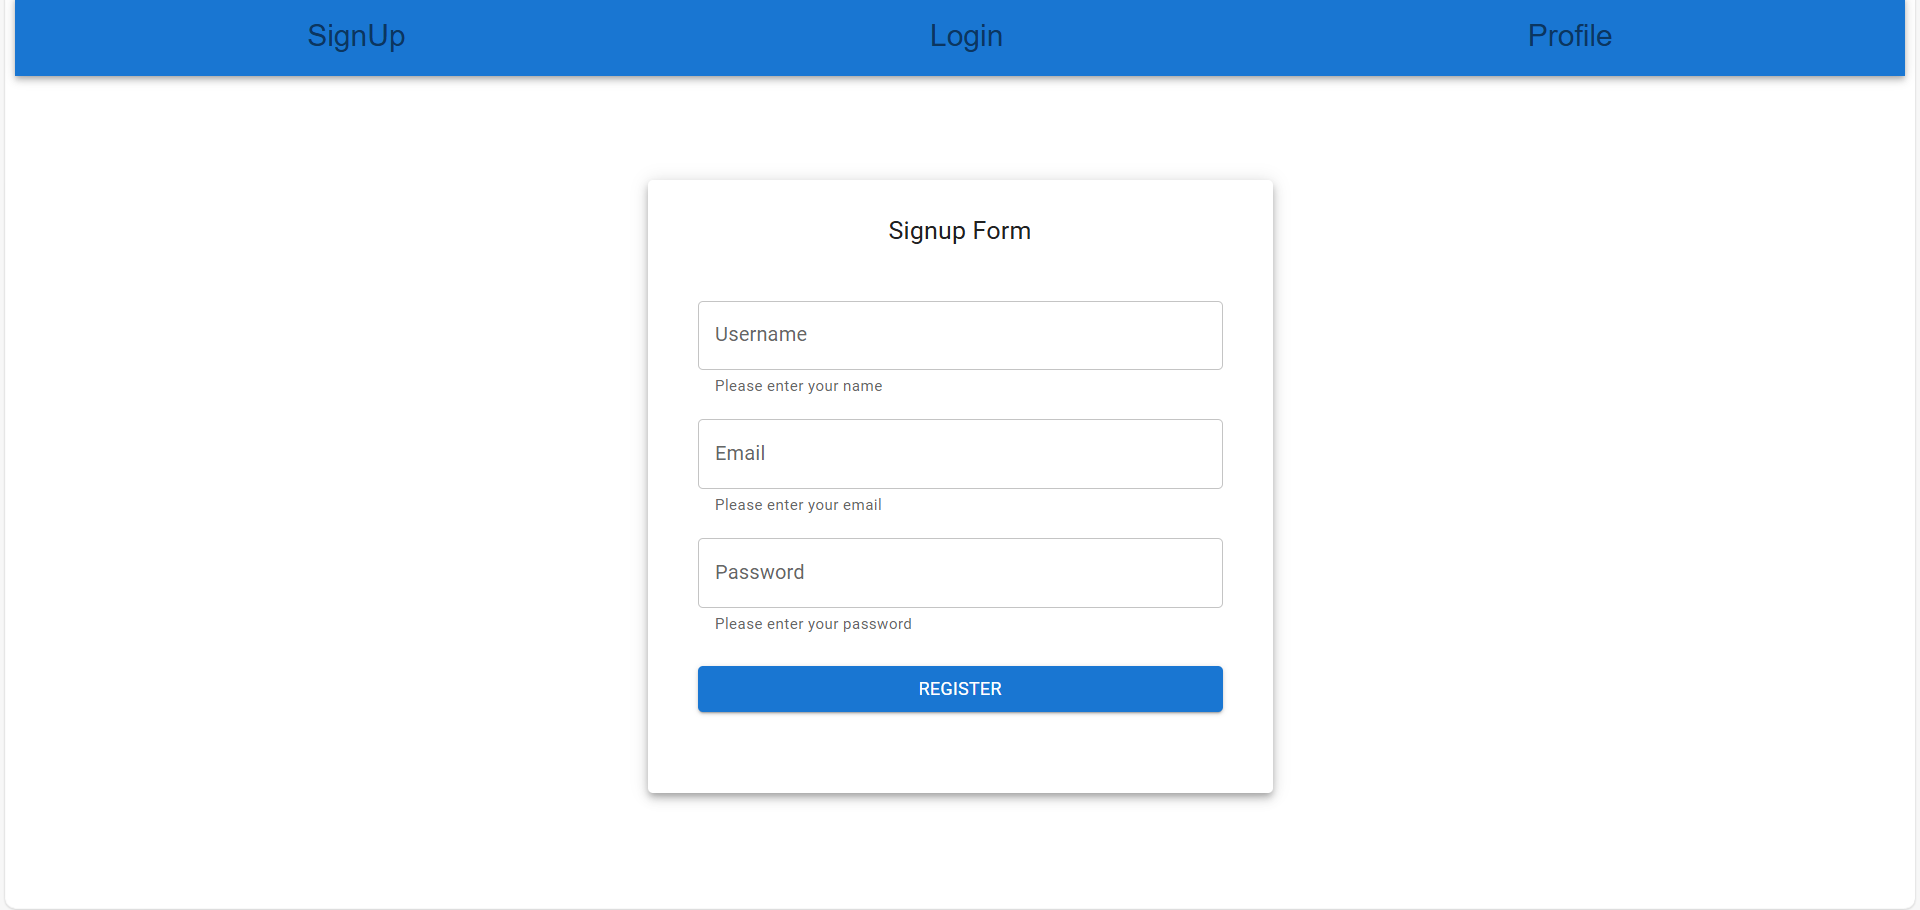 SignUp Login Profile
Signup Form
Username
Please enter your name
Email
Please enter your email
Password
Please enter your password
REGISTER